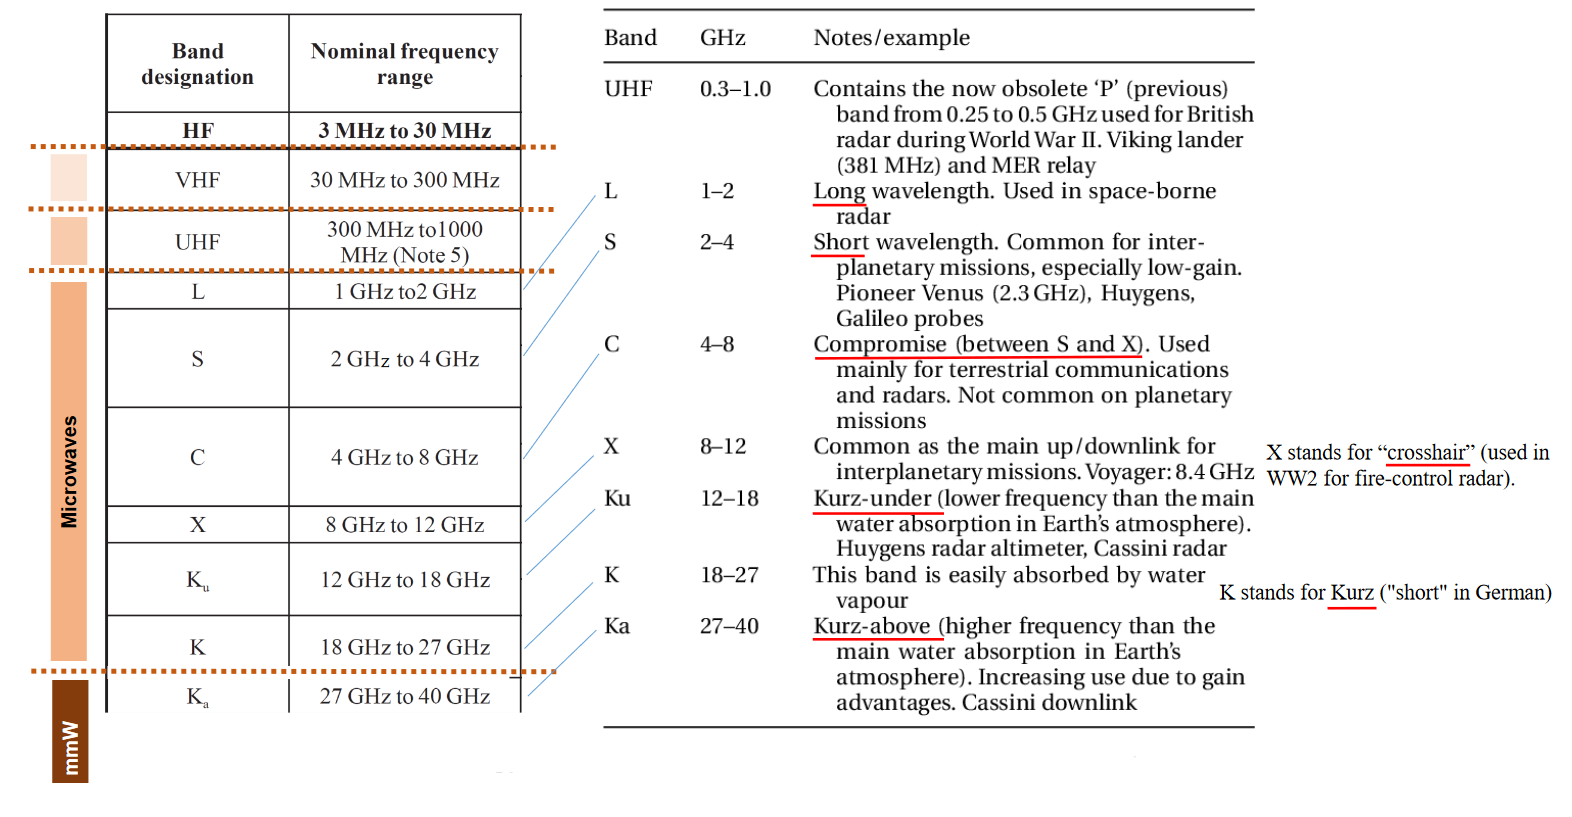 Band
designation
Nominal frequency
range
HF
3 MHz to 30 MHz
VHF
30 MHz to 300 MHz
UHF
300 MHz to1000
MHz (Note 5)
L
1 GHz to2 GHz
S
2 GHz to 4 GHz
C
4 GHz to 8 GHz
X
8 GHz to 12 GHz
Ku
12 GHz to 18 GHz
K
18 GHz to 27 GHz
Ka
27 GHz to 40 GHz
Microwaves
mmW
Band GHz Notes/example
UHF 0.3–1.0 Contains the now obsolete ‘P’ (previous)
band from 0.25 to 0.5 GHz used for British
radar during World War II. Viking lander
(381 MHz) and MER relay
L 1–2 Long wavelength. Used in space-borne
radar
S 2–4 Short wavelength. Common for inter-
planetary missions, especially low-gain.
Pioneer Venus (2.3 GHz), Huygens,
Galileo probes
C 4–8 Compromise (between S and X). Used
mainly for terrestrial communications
and radars. Not common on planetary
missions
X 8–12 Common as the main up/downlink for
interplanetary missions. Voyager: 8.4 GHz
Ku 12–18 Kurz-under (lower frequency than the main
water absorption in Earth’s atmosphere).
Huygens radar altimeter, Cassini radar
K 18–27 This band is easily absorbed by water
vapour
Ka 27–40 Kurz-above (higher frequency than the
main water absorption in Earth’s
atmosphere). Increasing use due to gain
advantages. Cassini downlink
X stands for “crosshair” (used in
WW2 for fire-control radar).
K stands for Kurz ("short" in German)